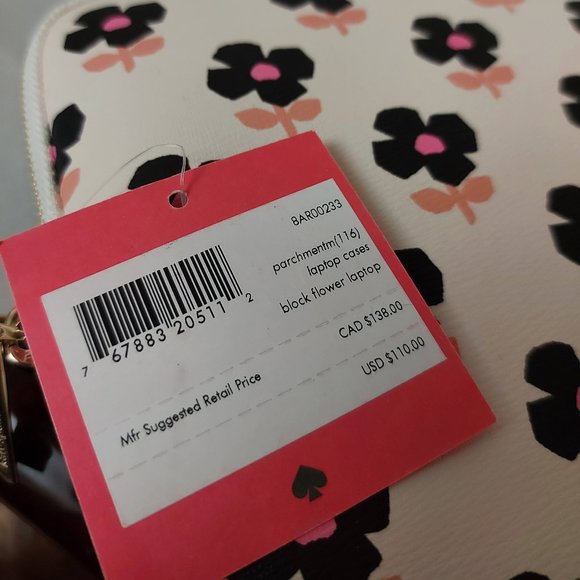 BAR00233
parchmentm(116)
laptop cases
block flower laptop
7 67883 20511 2
CAD $138.00
Mfr Suggested Retail Price
USD $110.00